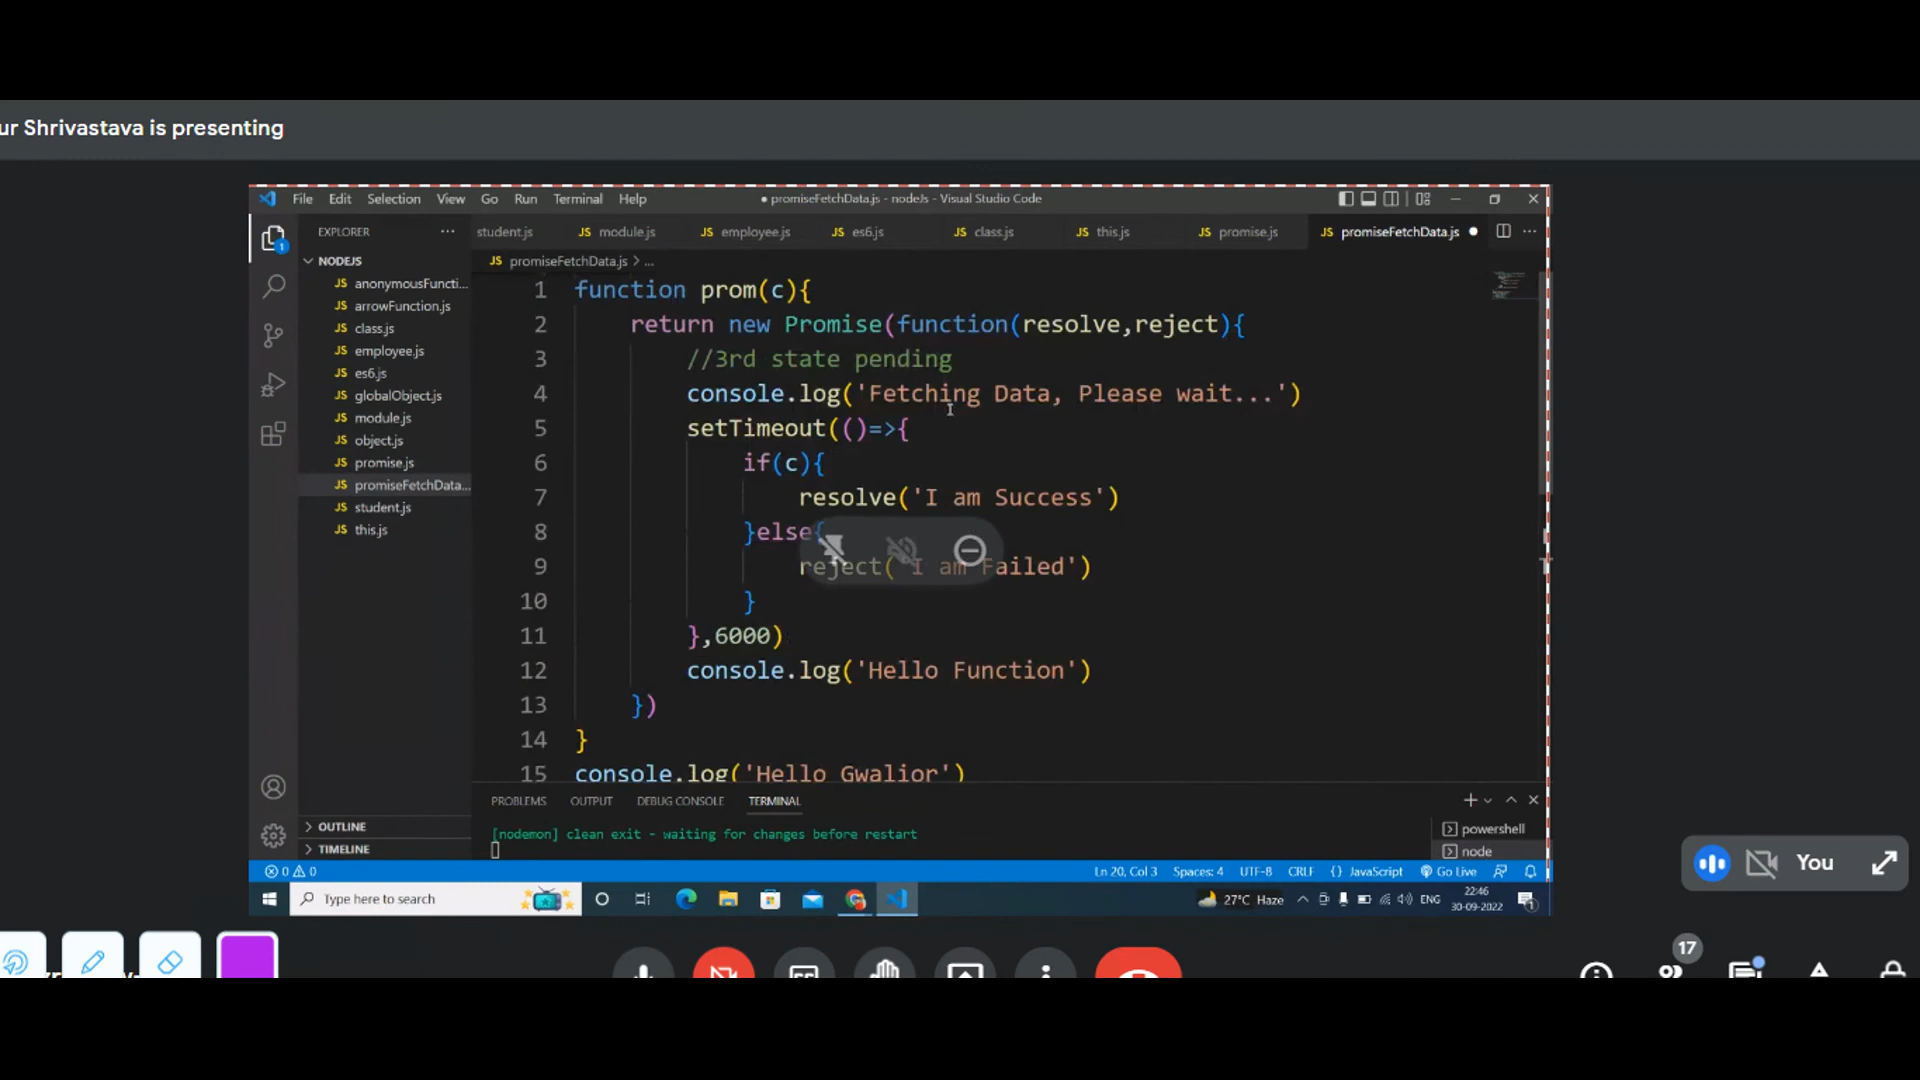 ur Shrivastava is presenting
File Edit Selection View Go Run Terminal Help
● promiseFetchData.js - nodeJs - Visual Studio Code
EXPLORER ...
student.js JS module.js JS employee.js JS es6.js JS class.js JS this.js JS promise.js JS promiseFetchData.js ● ...
NODEJS
JS promiseFetchData.js > ...
JS anonymousFuncti...
JS arrowFunction.js
JS class.js
JS employee.js
JS es6.js
JS globalObject.js
JS module.js
JS object.js
JS promise.js
JS promiseFetchData...
JS student.js
JS this.js
1 function prom(c){
2 return new Promise(function(resolve,reject){
3 //3rd state pending
4 console.log('Fetching Data, Please wait...')
5 setTimeout(()=>{
6 if(c){
7 resolve('I am Success')
8 }else{
9 reject('I am Failed')
10 }
11 },6000)
12 console.log('Hello Function')
13 })
14 }
15 console.log('Hello Gwalior')
PROBLEMS OUTPUT DEBUG CONSOLE TERMINAL
[nodemon] clean exit - waiting for changes before restart
powershell
node
OUTLINE
TIMELINE
1
0 0
Ln 20, Col 3 Spaces: 4 UTF-8 CRLF {} JavaScript Go Live
Type here to search
27°C Haze ENG
22:46
30-09-2022
1
You
17